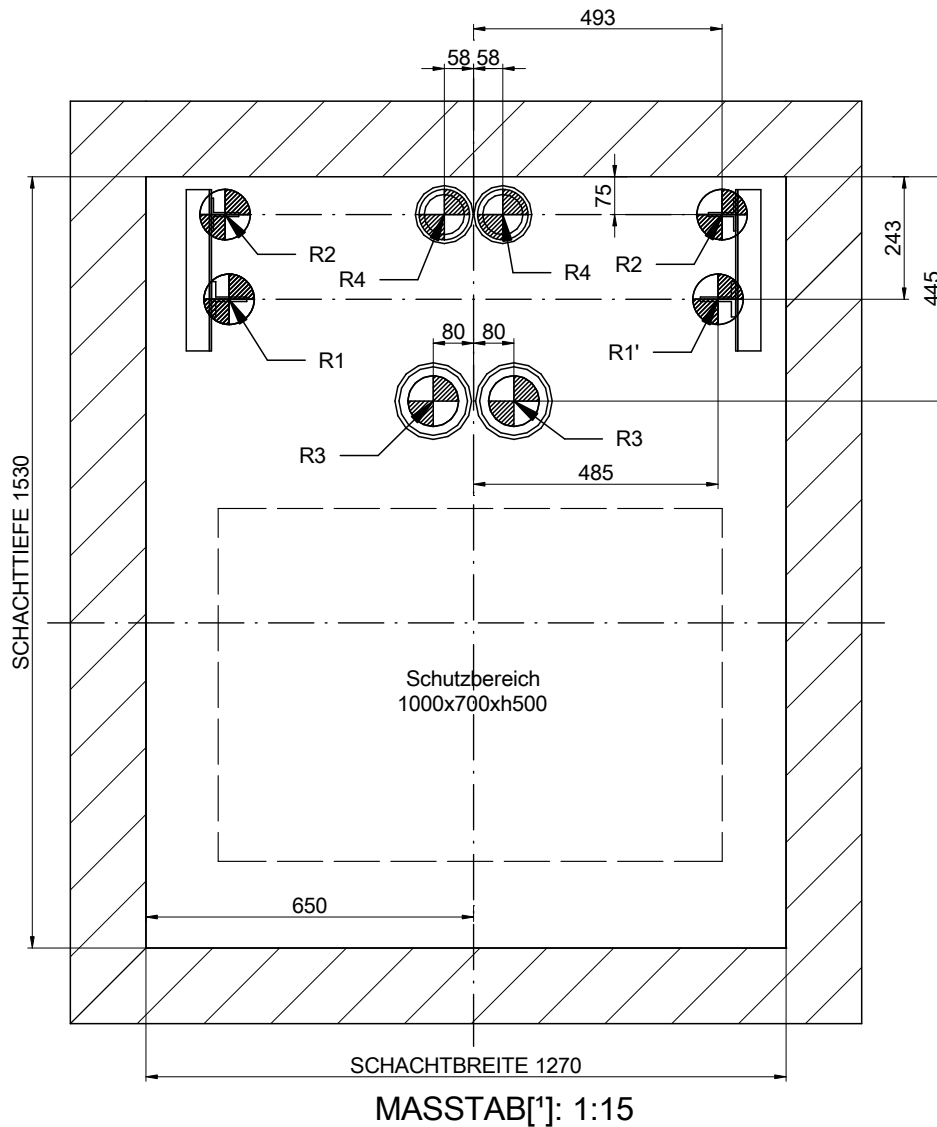 493
58 58
75
243
445
R2
R4
R4
R2
R1
80 80
R1'
R3
R3
485
SCHACHTTIEFE 1530
Schutzbereich
1000x700xh500
650
SCHACHTBREITE 1270
MASSTAB[¹]: 1:15